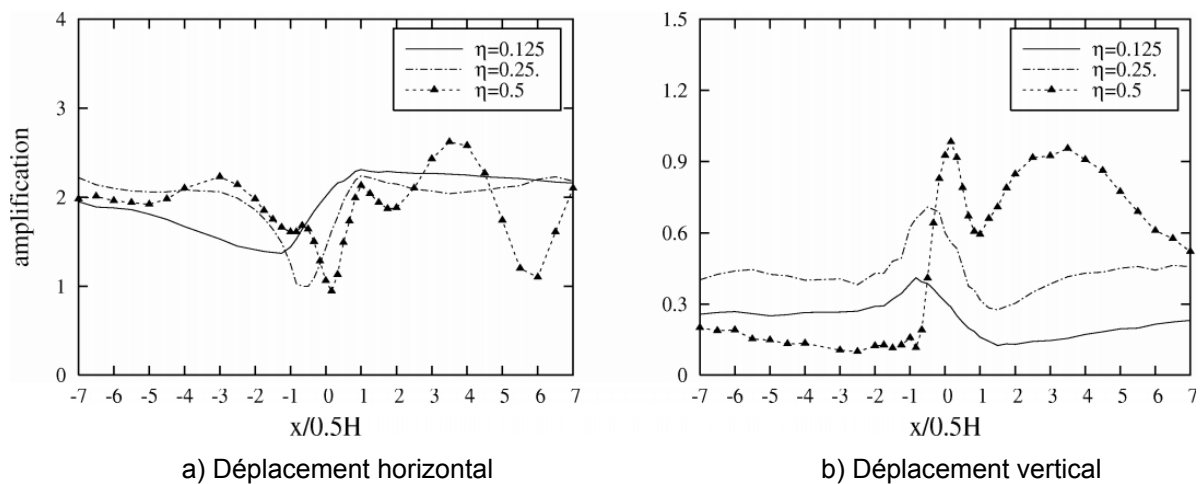 4
3
2
1
0
amplification
η=0.125
η=0.25.
η=0.5
-7 -6 -5 -4 -3 -2 -1 0 1 2 3 4 5 6 7
x/0.5H
a) Déplacement horizontal
1.5
1.2
0.9
0.6
0.3
0
η=0.125
η=0.25.
η=0.5
-7 -6 -5 -4 -3 -2 -1 0 1 2 3 4 5 6 7
x/0.5H
b) Déplacement vertical